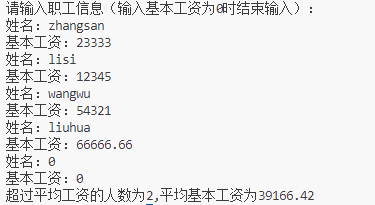 请输入职工信息（输入基本工资为0时结束输入）：
姓名：zhangsan
基本工资：23333
姓名：lisi
基本工资：12345
姓名：wangwu
基本工资：54321
姓名：liuhua
基本工资：66666.66
姓名：0
基本工资：0
超过平均工资的人数为2,平均基本工资为39166.42